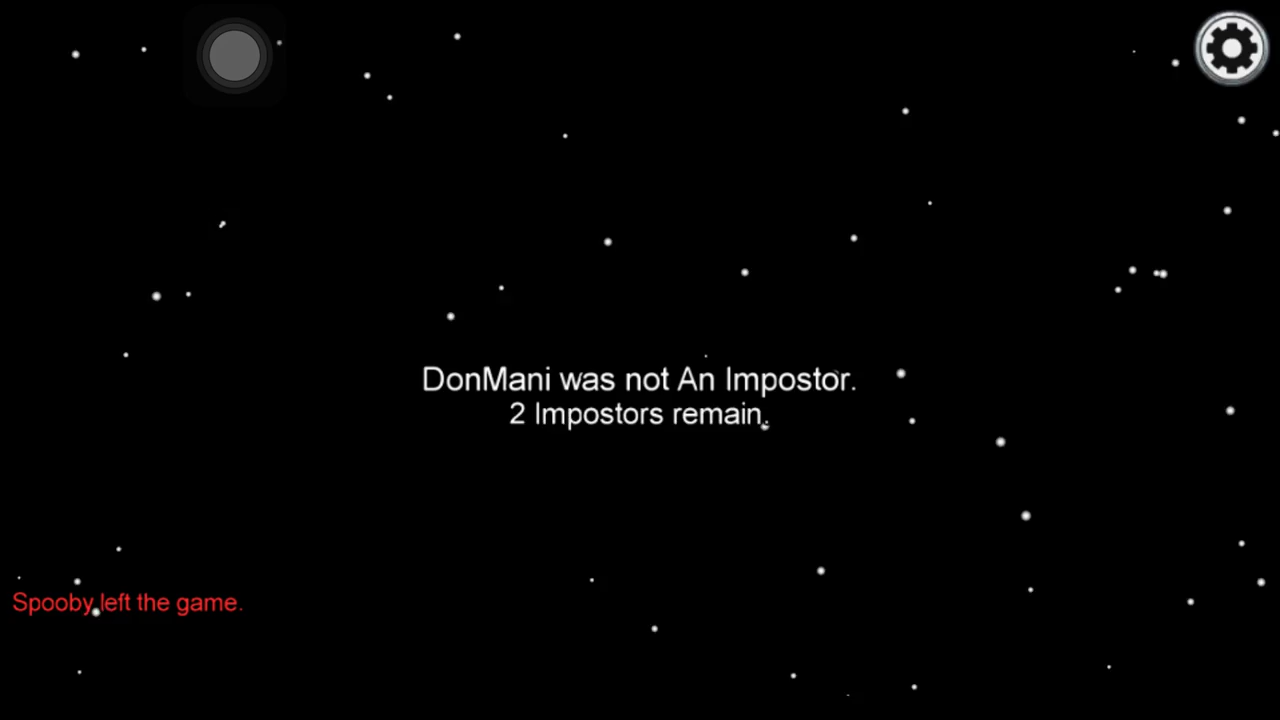 DonMani was not An Impostor.
2 Impostors remain.
Spooby left the game.